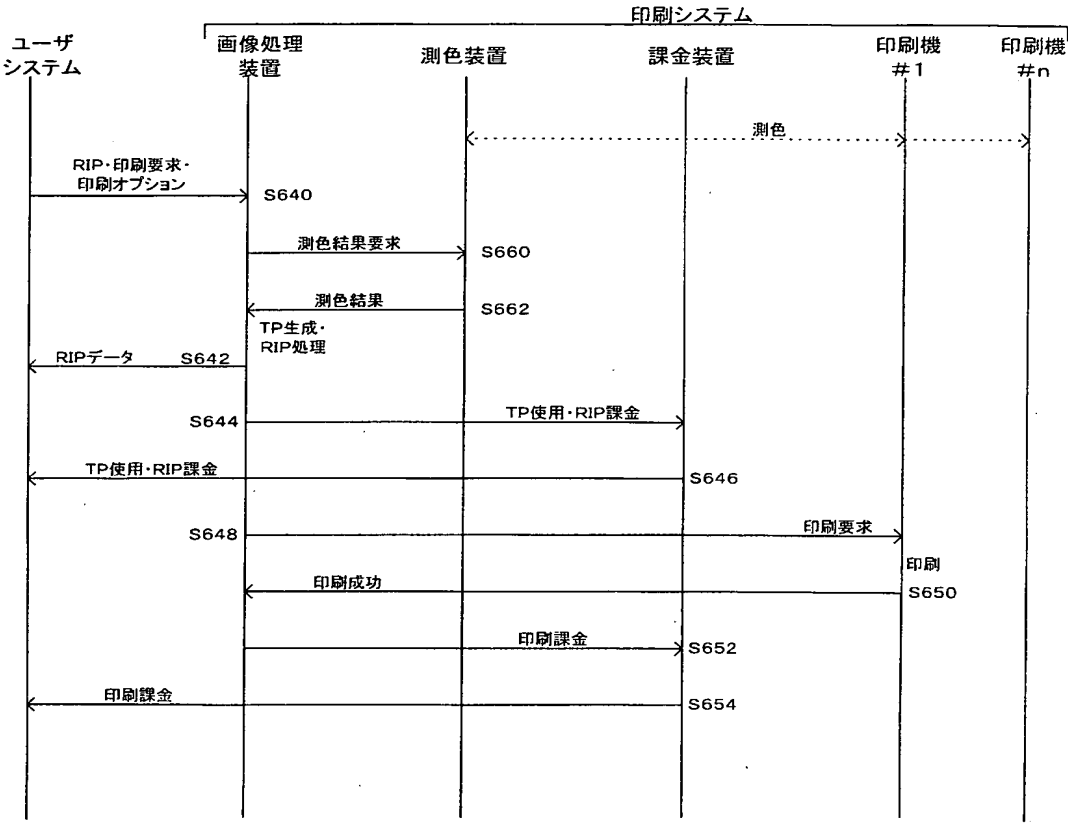 印刷システム
ユーザ
システム
画像処理
装置
測色装置
課金装置
印刷機
#1
印刷機
#n
測色
RIP・印刷要求・
印刷オプション
S640
測色結果要求
S660
測色結果
S662
TP生成・
RIP処理
RIPデータ
S642
S644
TP使用・RIP課金
TP使用・RIP課金
S646
S648
印刷要求
印刷
印刷成功
S650
印刷課金
S652
印刷課金
S654